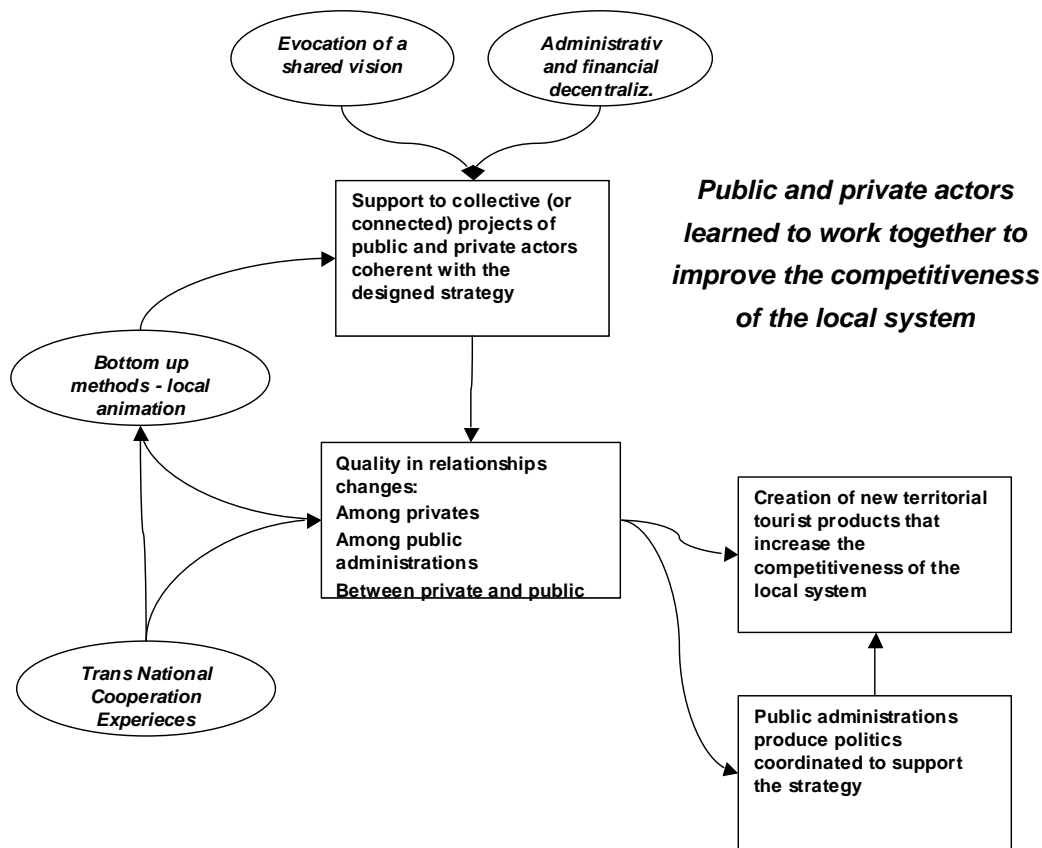 Evocation of a
shared vision
Administrativ
and financial
decentraliz.
Support to collective (or
connected) projects of
public and private actors
coherent with the
designed strategy
Public and private actors
learned to work together to
improve the competitiveness
of the local system
Bottom up
methods - local
animation
Quality in relationships
changes:
Among privates
Among public
administrations
Between private and public
Creation of new territorial
tourist products that
increase the
competitiveness of the
local system
Trans National
Cooperation
Experieces
Public administrations
produce politics
coordinated to support
the strategy